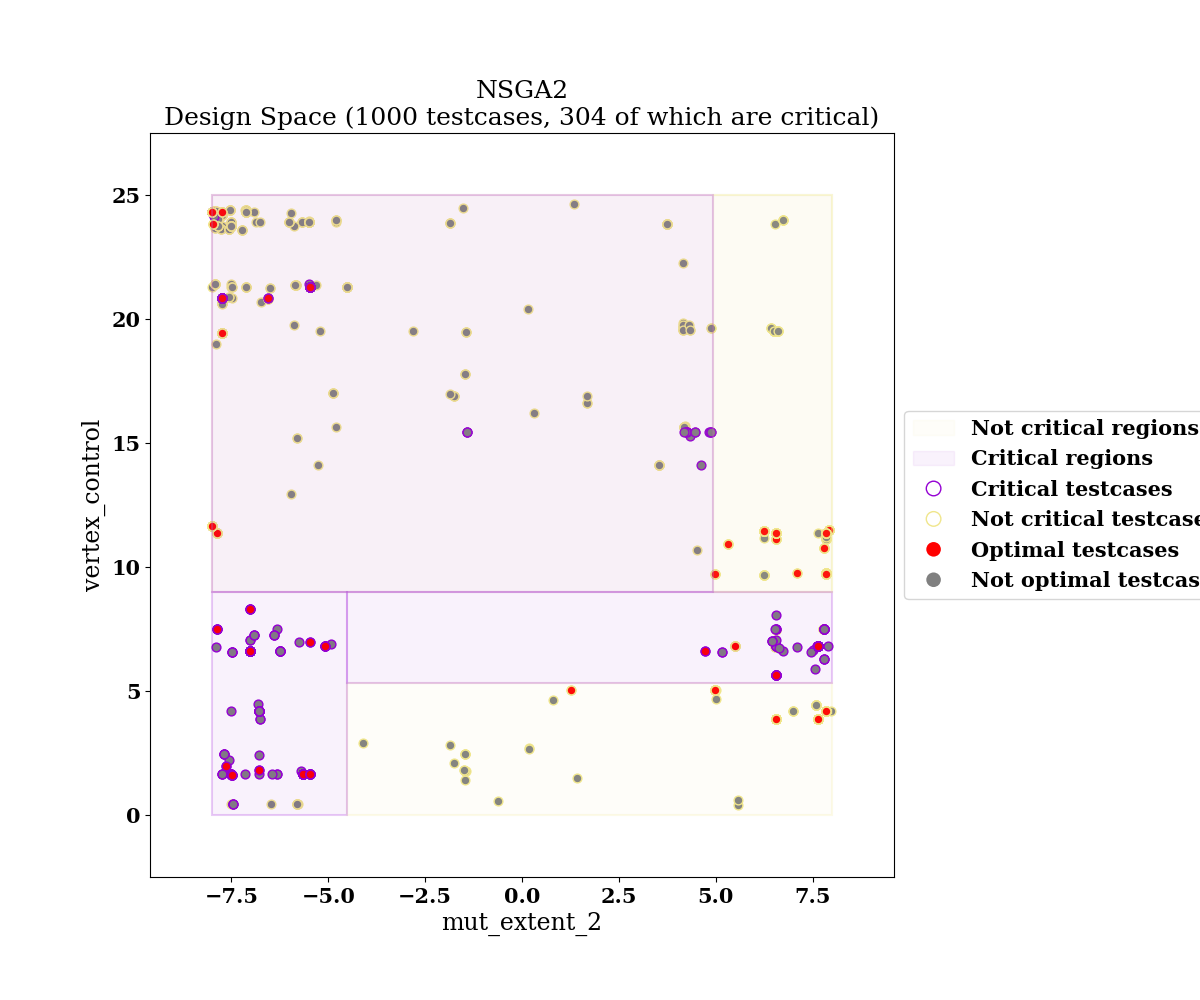 NSGA2
Design Space (1000 testcases, 304 of which are critical)
25
20
15
10
5
0
vertex_control
−7.5 −5.0 −2.5 0.0 2.5 5.0 7.5
mut_extent_2
Not critical regions
Critical regions
Critical testcases
Not critical testcase
Optimal testcases
Not optimal testcas